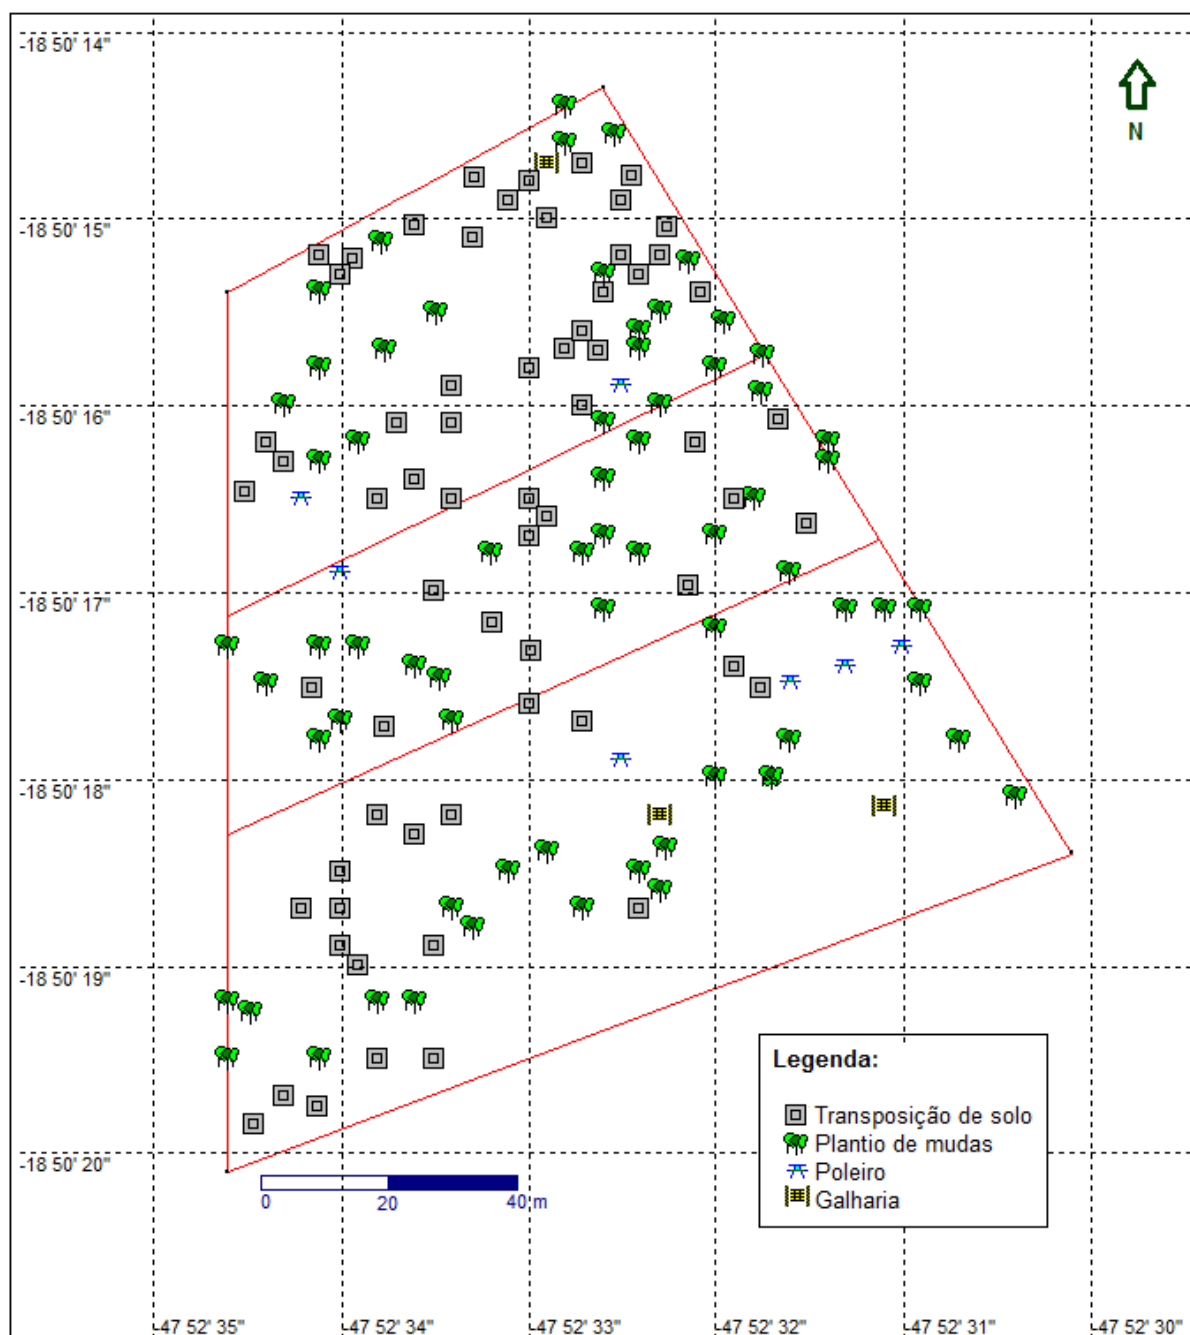 -18 50' 14"
N
-18 50' 15"
-18 50' 16"
-18 50' 17"
-18 50' 18"
-18 50' 19"
Legenda:
Transposição de solo
Plantio de mudas
Poleiro
Galharia
-18 50' 20"
0 20 40 m
-47 52' 35" -47 52' 34" -47 52' 33" -47 52' 32" -47 52' 31" -47 52' 30"